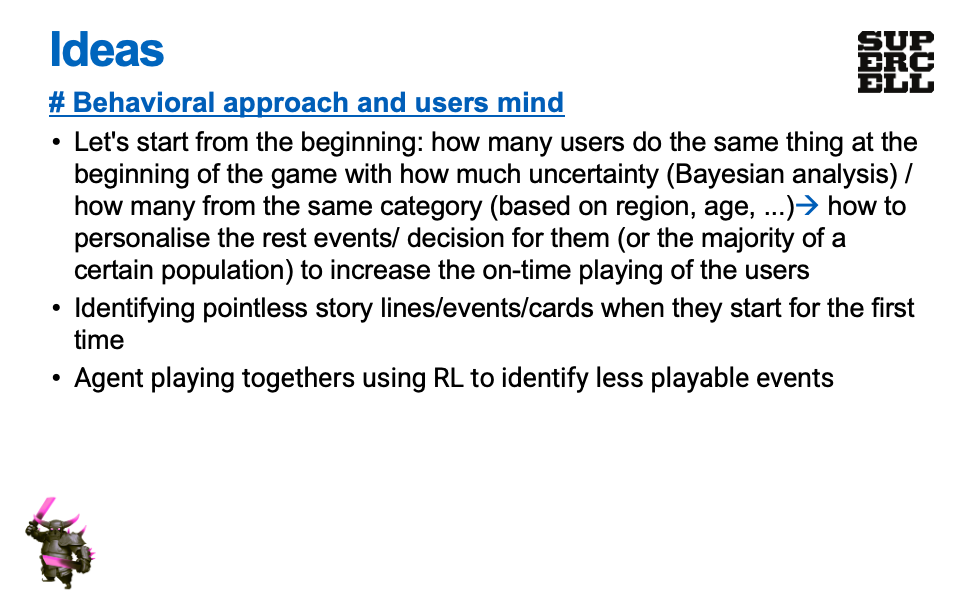 Ideas
SUP
ERC
ELL
# Behavioral approach and users mind
• Let's start from the beginning: how many users do the same thing at the
beginning of the game with how much uncertainty (Bayesian analysis) /
how many from the same category (based on region, age, ...)→ how to
personalise the rest events/ decision for them (or the majority of a
certain population) to increase the on-time playing of the users
• Identifying pointless story lines/events/cards when they start for the first
time
• Agent playing togethers using RL to identify less playable events